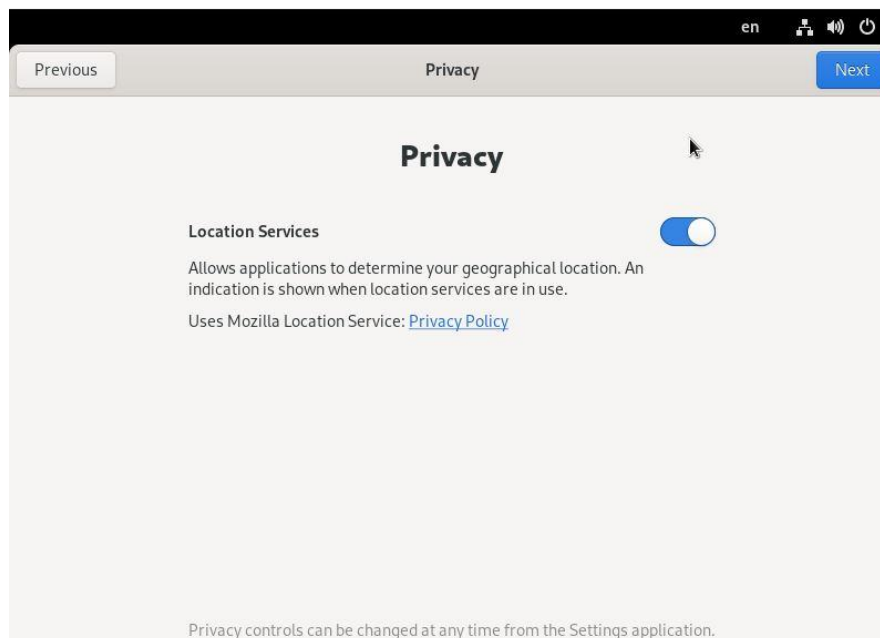 en
Previous
Privacy
Next
Privacy
Location Services
Allows applications to determine your geographical location. An
indication is shown when location services are in use.
Uses Mozilla Location Service: Privacy Policy
Privacy controls can be changed at any time from the Settings application.